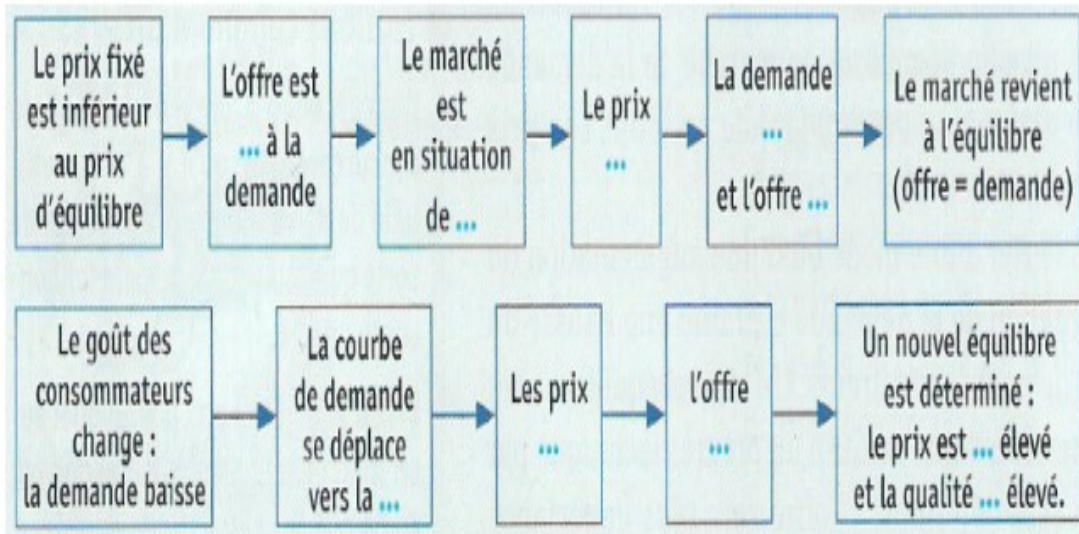 Le prix fixé
est inférieur
au prix
d'équilibre
L'offre est
... à la
demande
Le marché
est
en situation
de ...
Le prix
...
La demande
...
et l'offre ...
Le marché revient
à l'équilibre
(offre = demande)
Le goût des
consommateurs
change :
la demande baisse
La courbe
de demande
se déplace
vers la ...
Les prix
...
l'offre
...
Un nouvel équilibre
est déterminé :
le prix est ... élevé
et la qualité ... élevé.